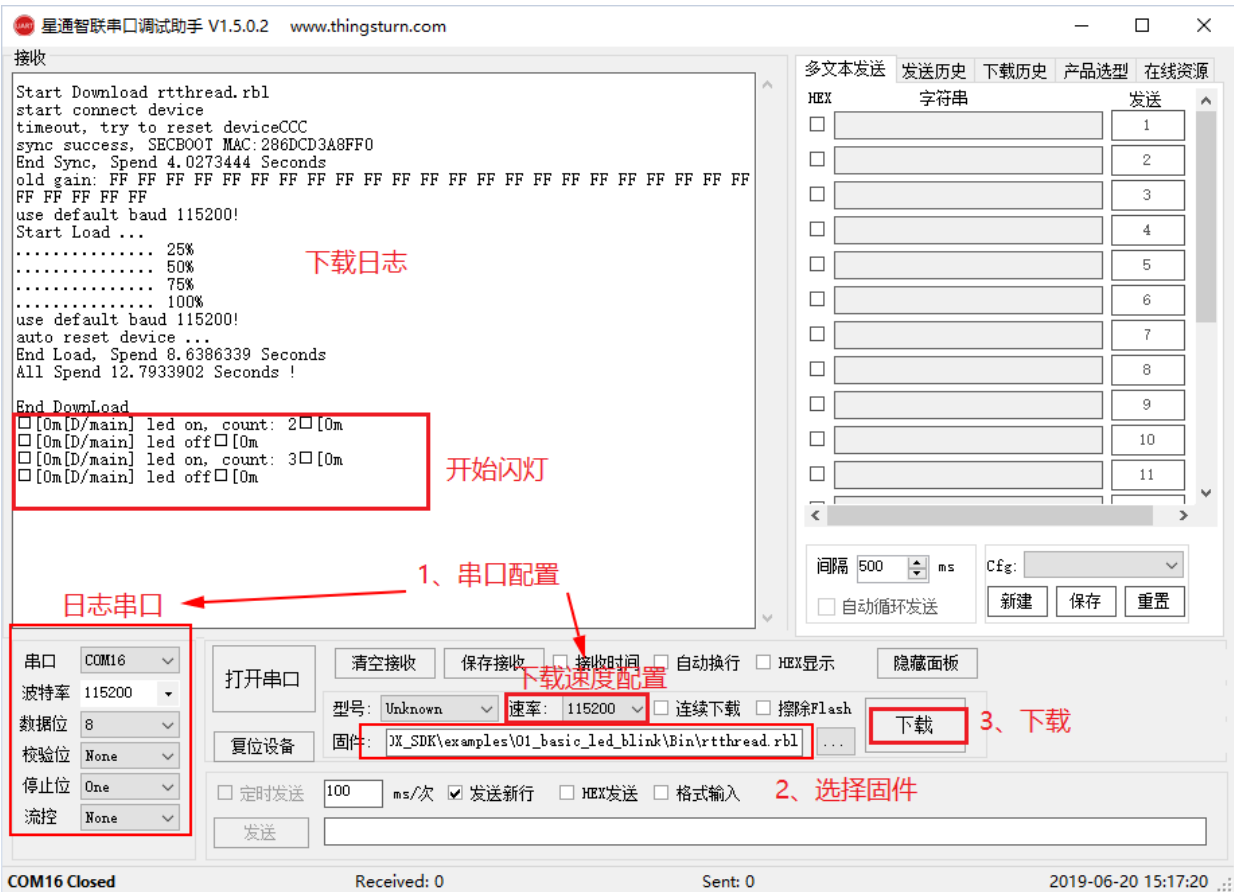 星通智联串口调试助手 V1.5.0.2 www.thingsturn.com
接收
Start Download rtthread.rbl
start connect device
timeout, try to reset deviceCCC
sync success, SECBOOT MAC:286DCD3A8FF0
End Sync, Spend 4.0273444 Seconds
old gain: FF FF FF FF FF FF FF FF FF FF FF FF FF FF FF FF FF FF FF FF FF FF FF
FF FF FF FF FF
use default baud 115200!
Start Load ...
............... 25%
............... 50%
............... 75%
............... 100%
use default baud 115200!
auto reset device ...
End Load, Spend 8.6386339 Seconds
All Spend 12.7933902 Seconds !
End DownLoad
□[0m[D/main] led on, count: 2□[0m
□[0m[D/main] led off□[0m
□[0m[D/main] led on, count: 3□[0m
□[0m[D/main] led off□[0m
下载日志
开始闪灯
1、串口配置
日志串口
多文本发送 发送历史 下载历史 产品选型 在线资源
HEX 字符串 发送
1
2
3
4
5
6
7
8
9
10
11
间隔 500 ms Cfg:
自动循环发送 新建 保存 重置
串口 COM16
波特率 115200
数据位 8
校验位 None
停止位 One
流控 None
打开串口
复位设备
清空接收 保存接收 接收时间 自动换行 HEX显示 隐藏面板
下载速度配置
型号: Unknown 速率: 115200 连续下载 擦除Flash
固件: OX_SDK\examples\01_basic_led_blink\Bin\rtthread.rbl ...
下载
3、下载
2、选择固件
定时发送 100 ms/次 发送新行 HEX发送 格式输入
发送
COM16 Closed Received: 0 Sent: 0 2019-06-20 15:17:20